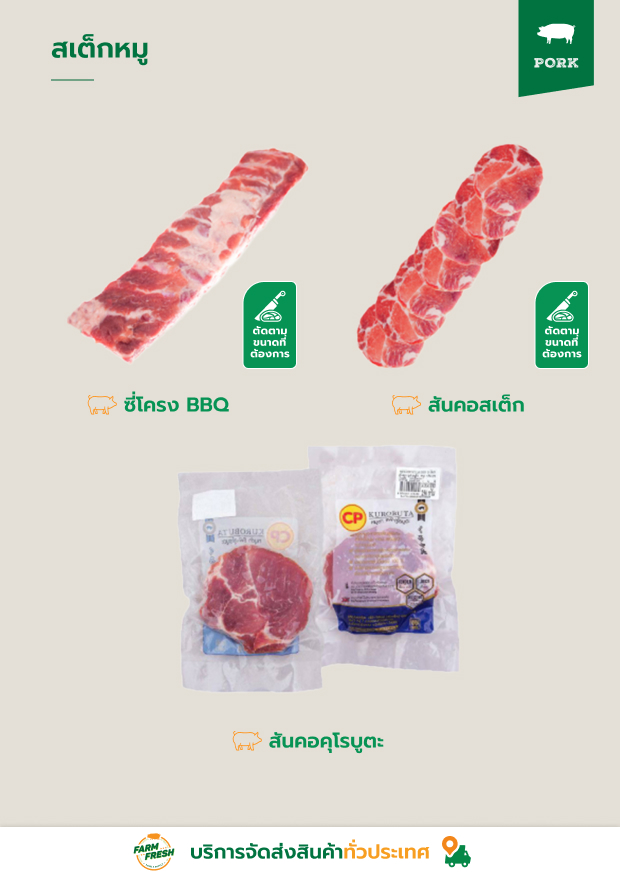 สเต็กหมู
PORK
ตัดตาม
ขนาดที่
ต้องการ
ตัดตาม
ขนาดที่
ต้องการ
ซี่โครง BBQ
สันคอสเต็ก
CP
KUROBUTA
สันคอคุโรบูตะ
FARM
FRESH
บริการจัดส่งสินค้าทั่วประเทศ